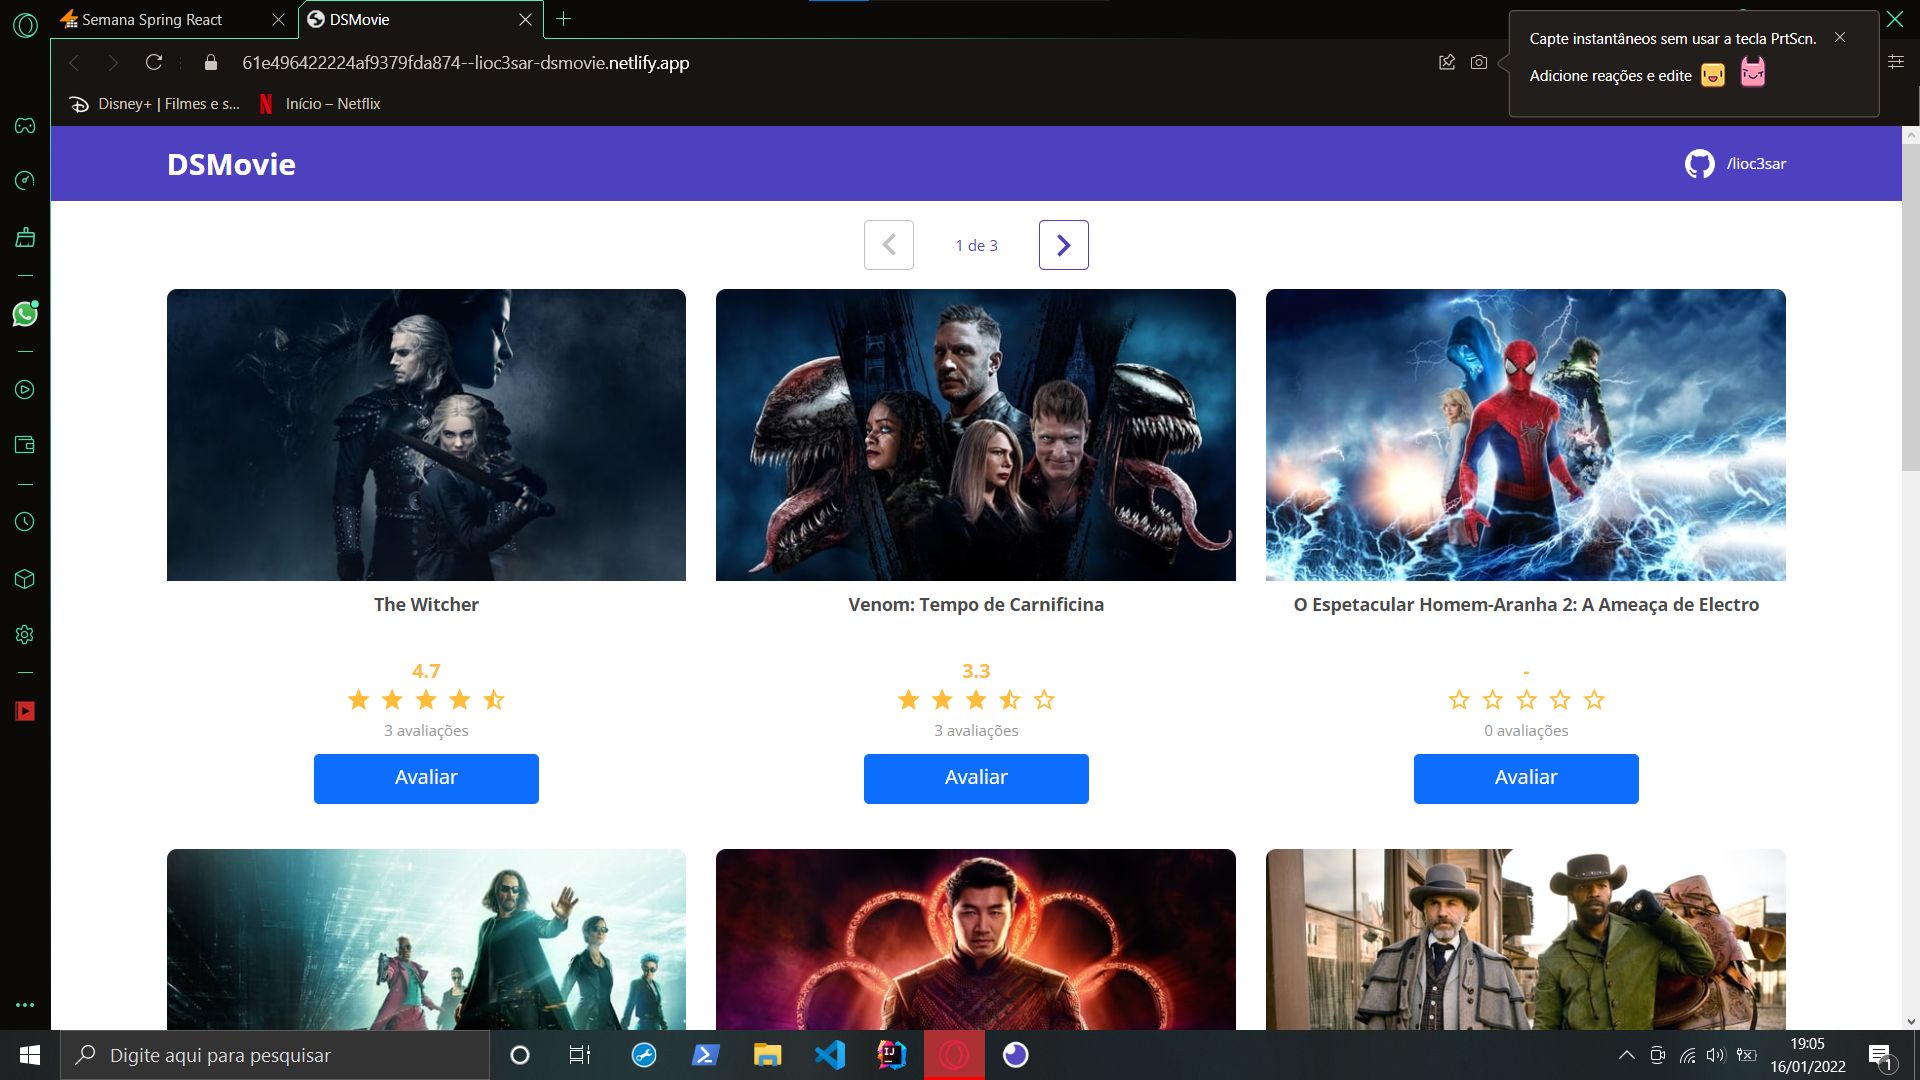 Semana Spring React
DSMovie
Capte instantâneos sem usar a tecla PrtScn.
Adicione reações e edite
61e496422224af9379fda874--lioc3sar-dsmovie.netlify.app
Disney+ | Filmes e s...
Início – Netflix
DSMovie
/lioc3sar
1 de 3
The Witcher
Venom: Tempo de Carnificina
O Espetacular Homem-Aranha 2: A Ameaça de Electro
4.7
3.3
-
3 avaliações
3 avaliações
0 avaliações
Avaliar
Avaliar
Avaliar
Digite aqui para pesquisar
19:05
16/01/2022
1